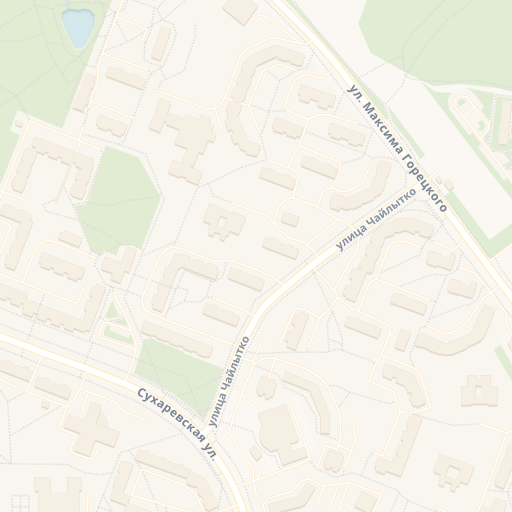 ул. Максима Горецкого
улица Чайлытко
улица Чайлытко
Сухаревская ул.